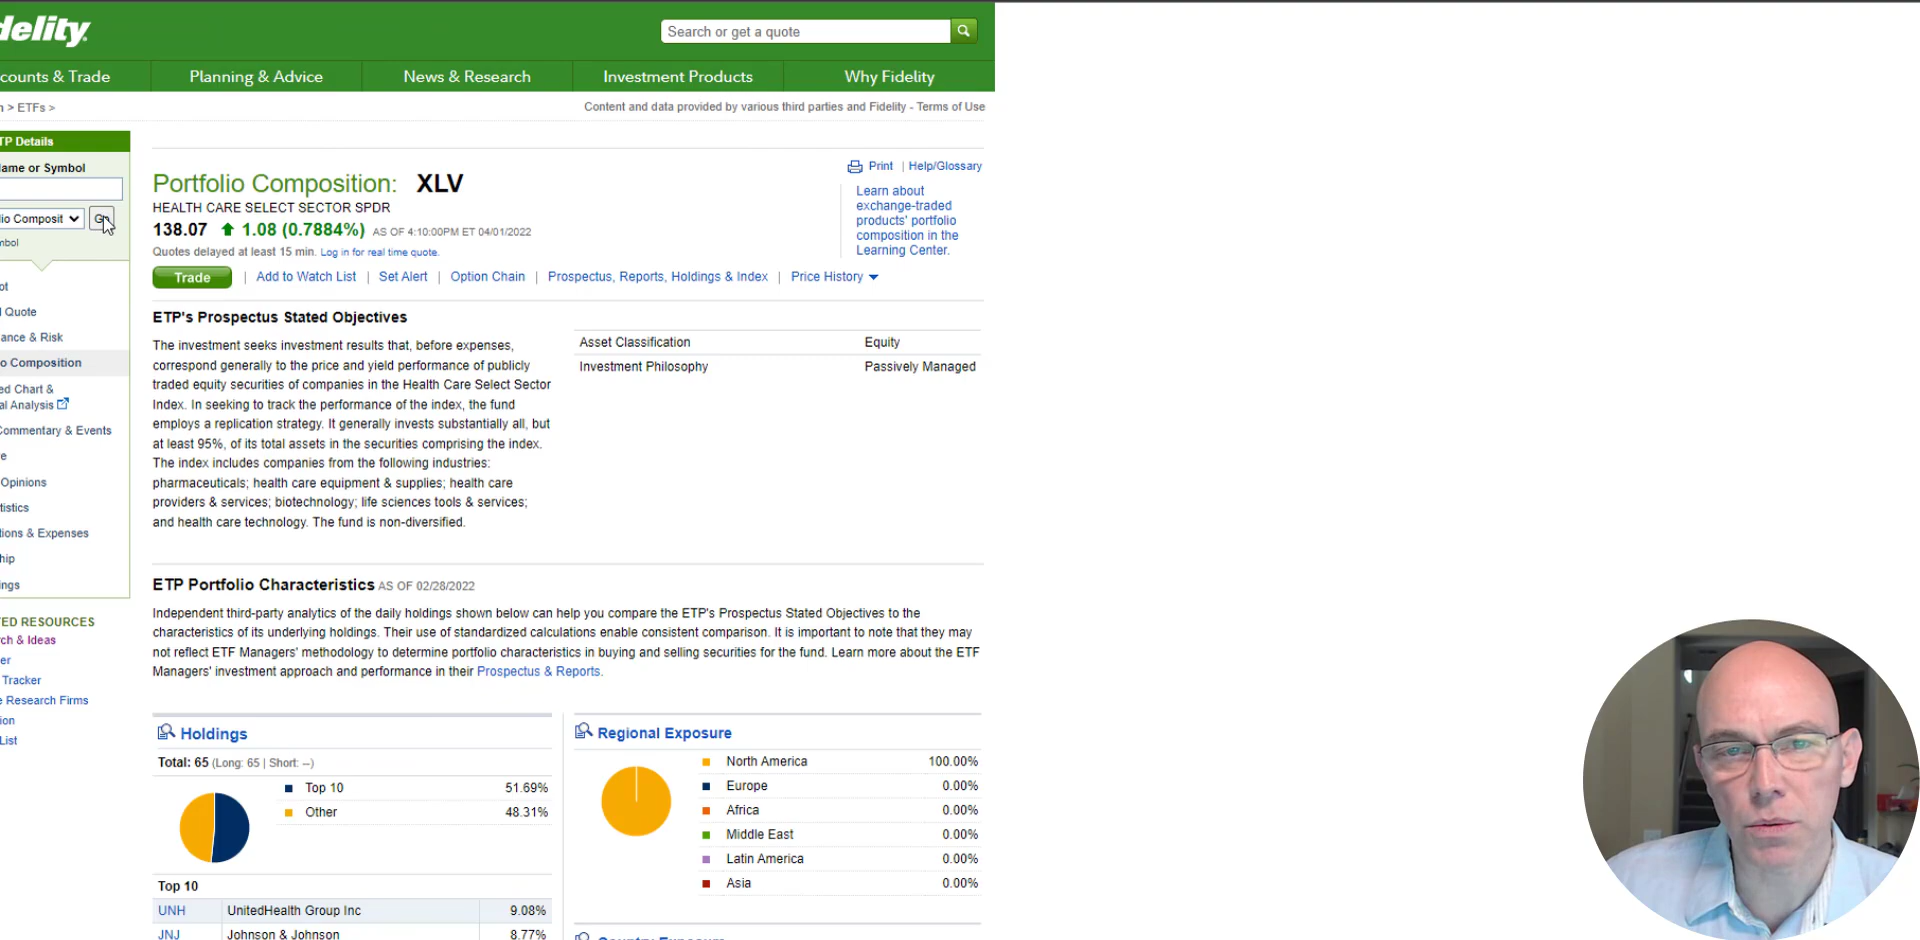 delity
Search or get a quote
counts & Trade
Planning & Advice
News & Research
Investment Products
Why Fidelity
> ETFs >
Content and data provided by various third parties and Fidelity - Terms of Use
TP Details
Name or Symbol
io Composit
Go
mbol
ot
Quote
ance & Risk
o Composition
ed Chart &
al Analysis
Commentary & Events
e
Opinions
tistics
tions & Expenses
hip
ngs
TED RESOURCES
rch & Ideas
er
Tracker
e Research Firms
ion
List
Portfolio Composition: XLV
HEALTH CARE SELECT SECTOR SPDR
138.07 1.08 (0.7884%) AS OF 4:10:00PM ET 04/01/2022
Quotes delayed at least 15 min. Log in for real time quote.
Trade | Add to Watch List | Set Alert | Option Chain | Prospectus, Reports, Holdings & Index | Price History
Print | Help/Glossary
Learn about
exchange-traded
products' portfolio
composition in the
Learning Center.
ETP's Prospectus Stated Objectives
The investment seeks investment results that, before expenses,
correspond generally to the price and yield performance of publicly
traded equity securities of companies in the Health Care Select Sector
Index. In seeking to track the performance of the index, the fund
employs a replication strategy. It generally invests substantially all, but
at least 95%, of its total assets in the securities comprising the index.
The index includes companies from the following industries:
pharmaceuticals; health care equipment & supplies; health care
providers & services; biotechnology; life sciences tools & services;
and health care technology. The fund is non-diversified.
Asset Classification Equity
Investment Philosophy Passively Managed
ETP Portfolio Characteristics AS OF 02/28/2022
Independent third-party analytics of the daily holdings shown below can help you compare the ETP's Prospectus Stated Objectives to the
characteristics of its underlying holdings. Their use of standardized calculations enable consistent comparison. It is important to note that they may
not reflect ETF Managers' methodology to determine portfolio characteristics in buying and selling securities for the fund. Learn more about the ETF
Managers' investment approach and performance in their Prospectus & Reports.
Holdings
Total: 65 (Long: 65 | Short: --)
Top 10 51.69%
Other 48.31%
Top 10
UNH UnitedHealth Group Inc 9.08%
JNJ Johnson & Johnson 8.77%
Regional Exposure
North America 100.00%
Europe 0.00%
Africa 0.00%
Middle East 0.00%
Latin America 0.00%
Asia 0.00%